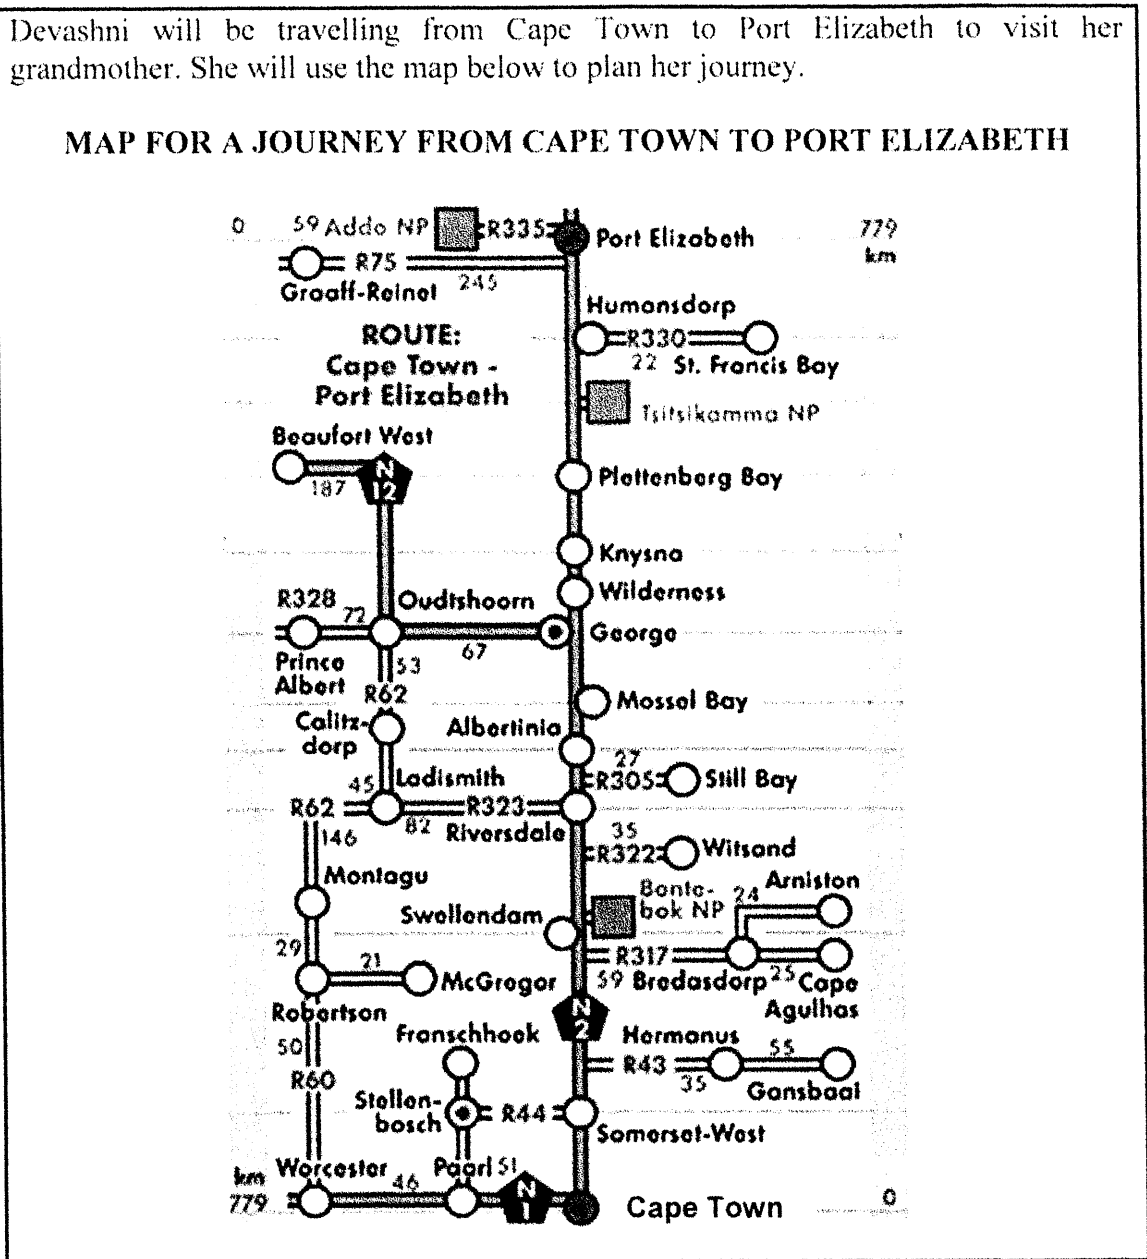 Devashni will be travelling from Cape Town to Port Elizabeth to visit her
grandmother. She will use the map below to plan her journey.
MAP FOR A JOURNEY FROM CAPE TOWN TO PORT ELIZABETH
0 59 Addo NP R335 Port Elizabeth 779
km
R75
Graaff-Reinet 245
Humansdorp
ROUTE:
Cape Town -
Port Elizabeth
R330
22 St. Francis Bay
Tsitsikamma NP
Beaufort West
N
12
187
Plettenberg Bay
Knysna
Wilderness
R328 72 Oudtshoorn
George
67
Prince
Albert
53
R62
Mossel Bay
Calitz-
dorp
Albertinia
27
R305 Still Bay
45 Ladismith
R62 R323
146 82 Riversdale
35
R322 Witsand
Montagu
Arniston
Bonte-
bok NP 24
Swellendam
29
R317
21 McGregor
59 Bredasdorp 25 Cape
Agulhas
Robertson
N
2
Franschhoek
Hermanus
50
R60
R43 55
35 Gansbaai
Stellen-
bosch
R44
Somerset-West
km
779
Worcester 46 Paarl 51
N
1
Cape Town 0